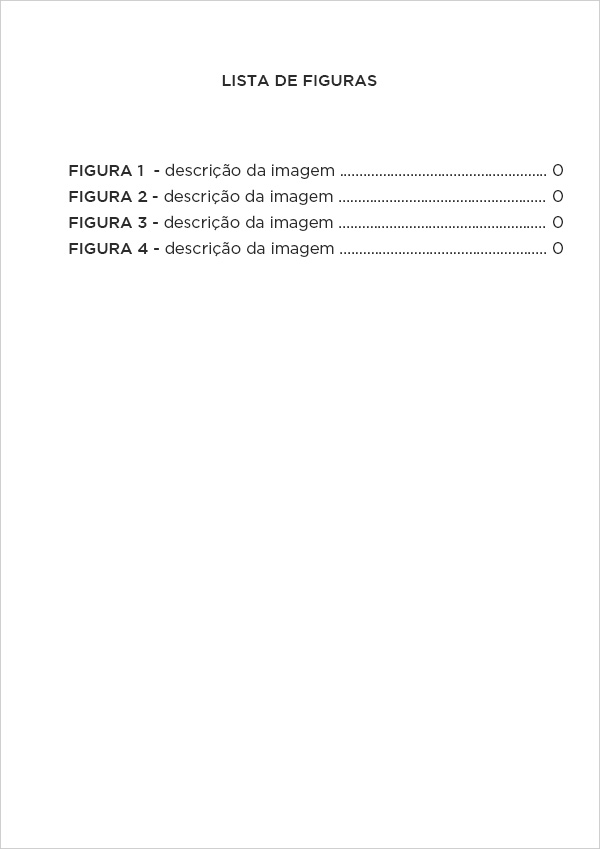 LISTA DE FIGURAS
FIGURA 1 - descrição da imagem .................................................... 0
FIGURA 2 - descrição da imagem .................................................... 0
FIGURA 3 - descrição da imagem .................................................... 0
FIGURA 4 - descrição da imagem .................................................... 0